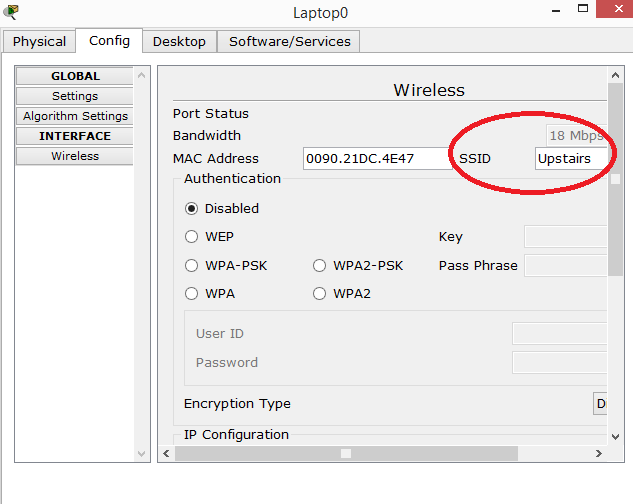 Laptop0
Physical Config Desktop Software/Services
GLOBAL
Settings
Algorithm Settings
INTERFACE
Wireless
Wireless
Port Status
Bandwidth 18 Mbps
MAC Address 0090.21DC.4E47 SSID Upstairs
Authentication
Disabled
WEP Key
WPA-PSK WPA2-PSK Pass Phrase
WPA WPA2
User ID
Password
Encryption Type
IP Configuration